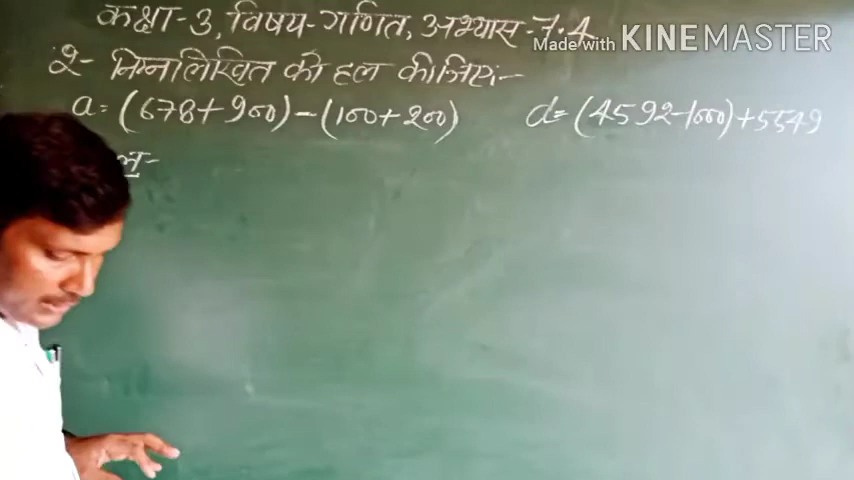 कक्षा-3, विषय-गणित, अभ्यास-7.4
Made with KINEMASTER
2- निम्नलिखित को हल कीजिए:-
a= (678+900)-(100+200) d= (4592-1000)+5549